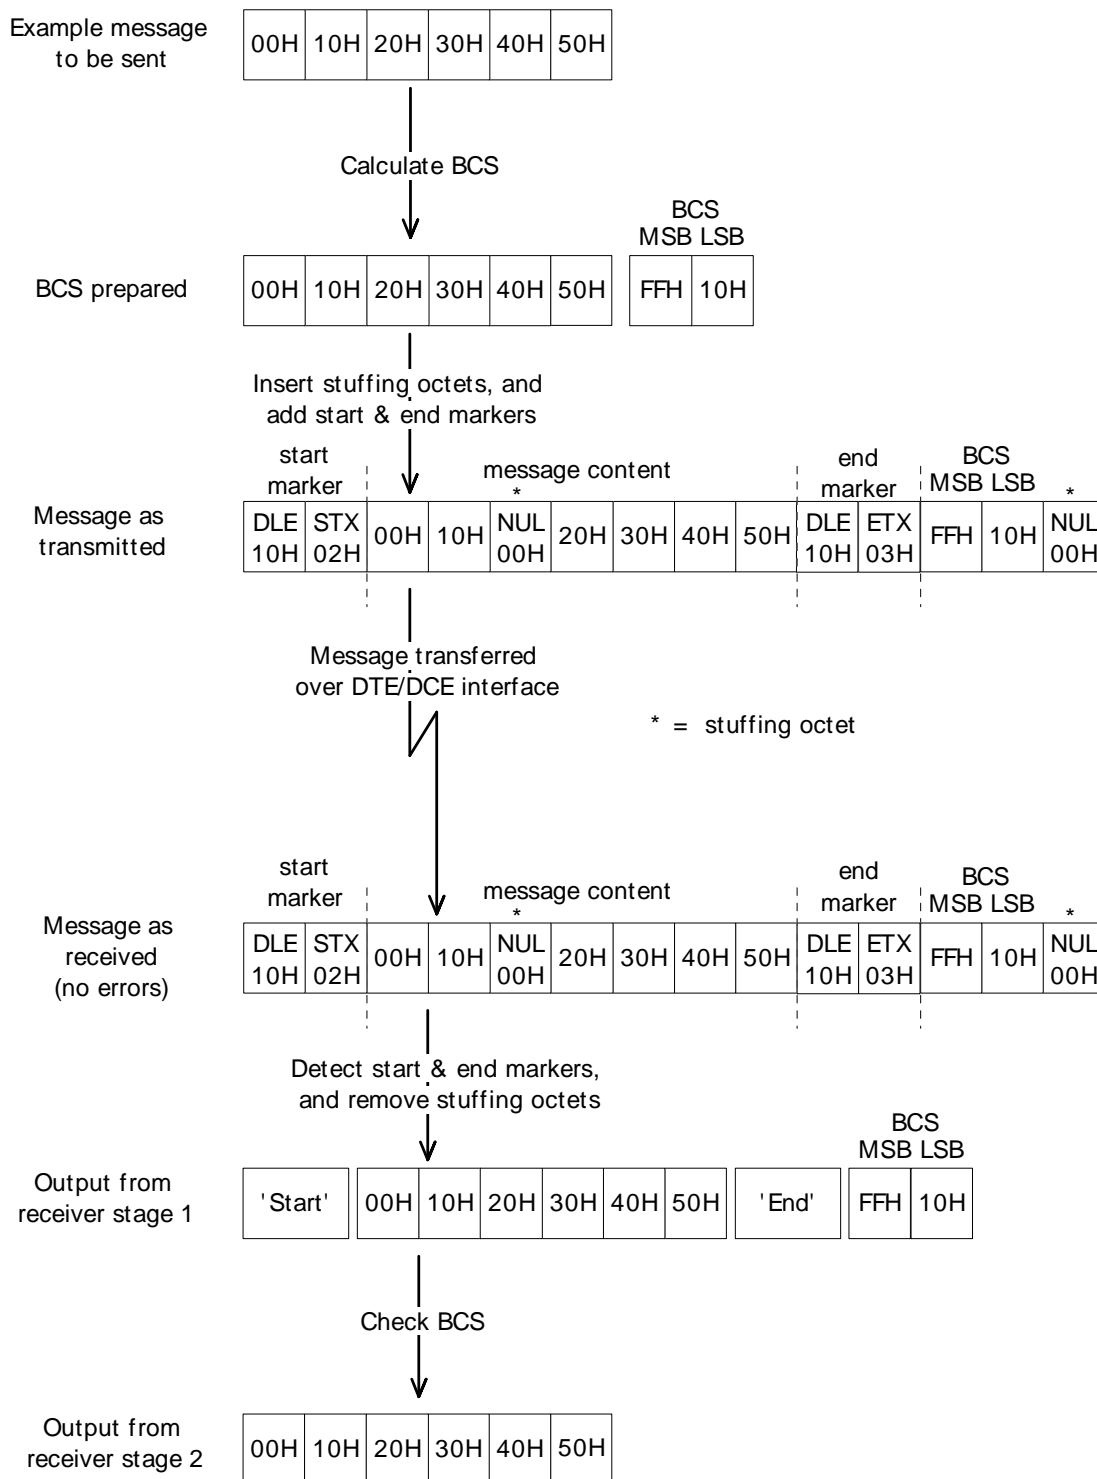 Example message
to be sent
00H 10H 20H 30H 40H 50H
Calculate BCS
BCS
MSB LSB
BCS prepared
00H 10H 20H 30H 40H 50H FFH 10H
Insert stuffing octets, and
add start & end markers
start
marker
message content
end
marker
BCS
MSB LSB
* *
Message as
transmitted
DLE STX 00H 10H NUL 20H 30H 40H 50H DLE ETX FFH 10H NUL
10H 02H 00H 10H 03H 00H
Message transferred
over DTE/DCE interface
* = stuffing octet
start
marker
message content
end
marker
BCS
MSB LSB
* *
Message as
received
(no errors)
DLE STX 00H 10H NUL 20H 30H 40H 50H DLE ETX FFH 10H NUL
10H 02H 00H 10H 03H 00H
Detect start & end markers,
and remove stuffing octets
BCS
MSB LSB
Output from
receiver stage 1
'Start' 00H 10H 20H 30H 40H 50H 'End' FFH 10H
Check BCS
Output from
receiver stage 2
00H 10H 20H 30H 40H 50H